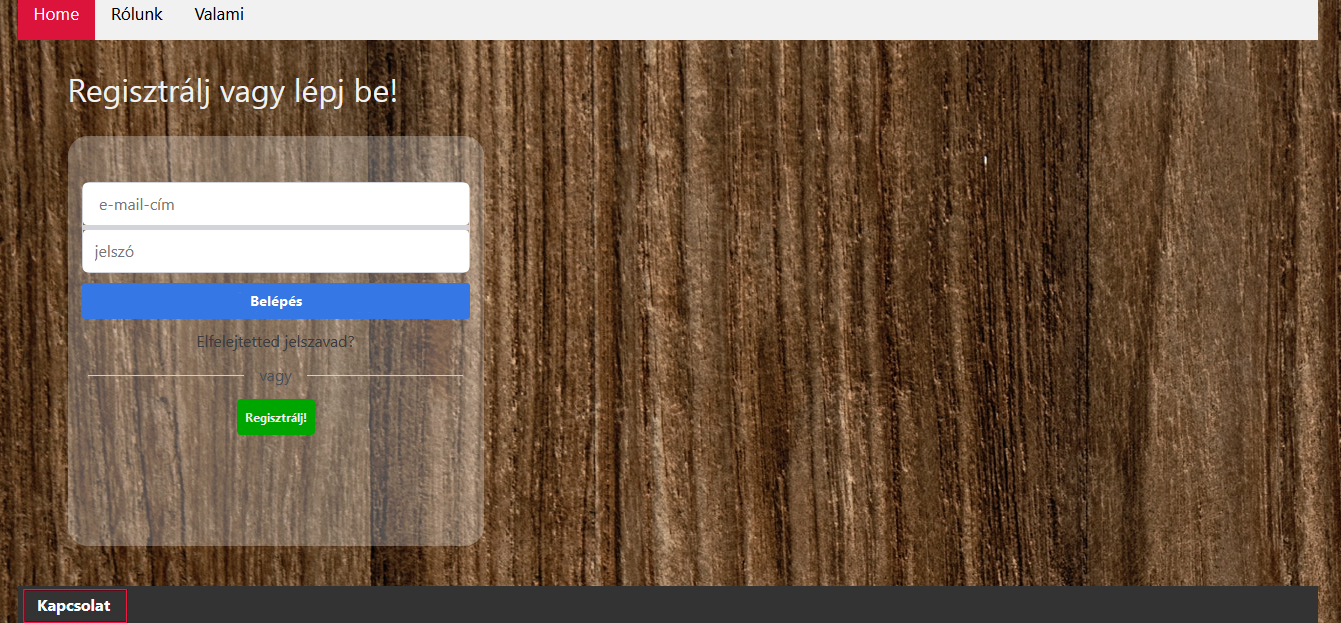 Home Rólunk Valami
Regisztrálj vagy lépj be!
e-mail-cím
jelszó
Belépés
Elfelejtetted jelszavad?
vagy
Regisztrálj!
Kapcsolat